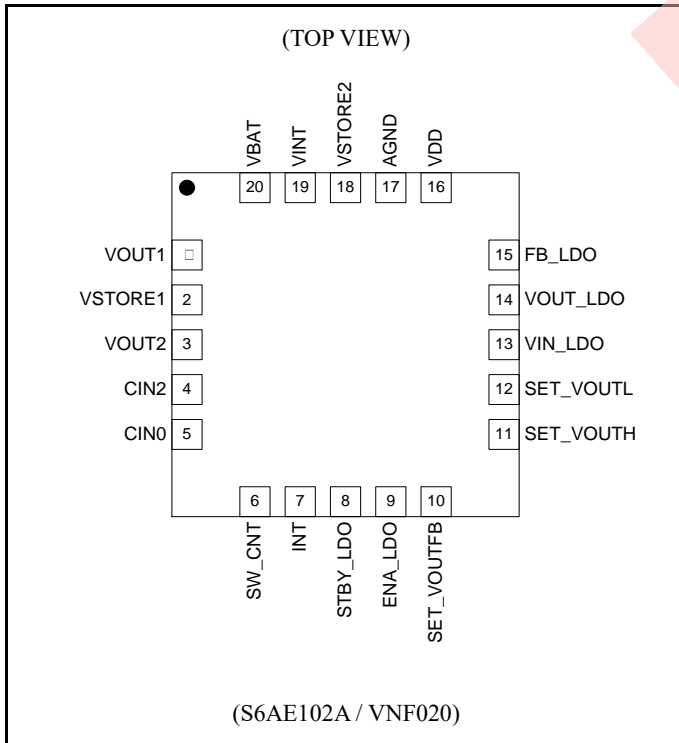 (TOP VIEW)
VBAT
VINT
VSTORE2
AGND
VDD
20
19
18
17
16
VOUT1
15 FB_LDO
VSTORE1 2
14 VOUT_LDO
VOUT2 3
13 VIN_LDO
CIN2 4
12 SET_VOUTL
CIN0 5
11 SET_VOUTH
6
7
8
9
10
SW_CNT
INT
STBY_LDO
ENA_LDO
SET_VOUTFB
(S6AE102A / VNF020)